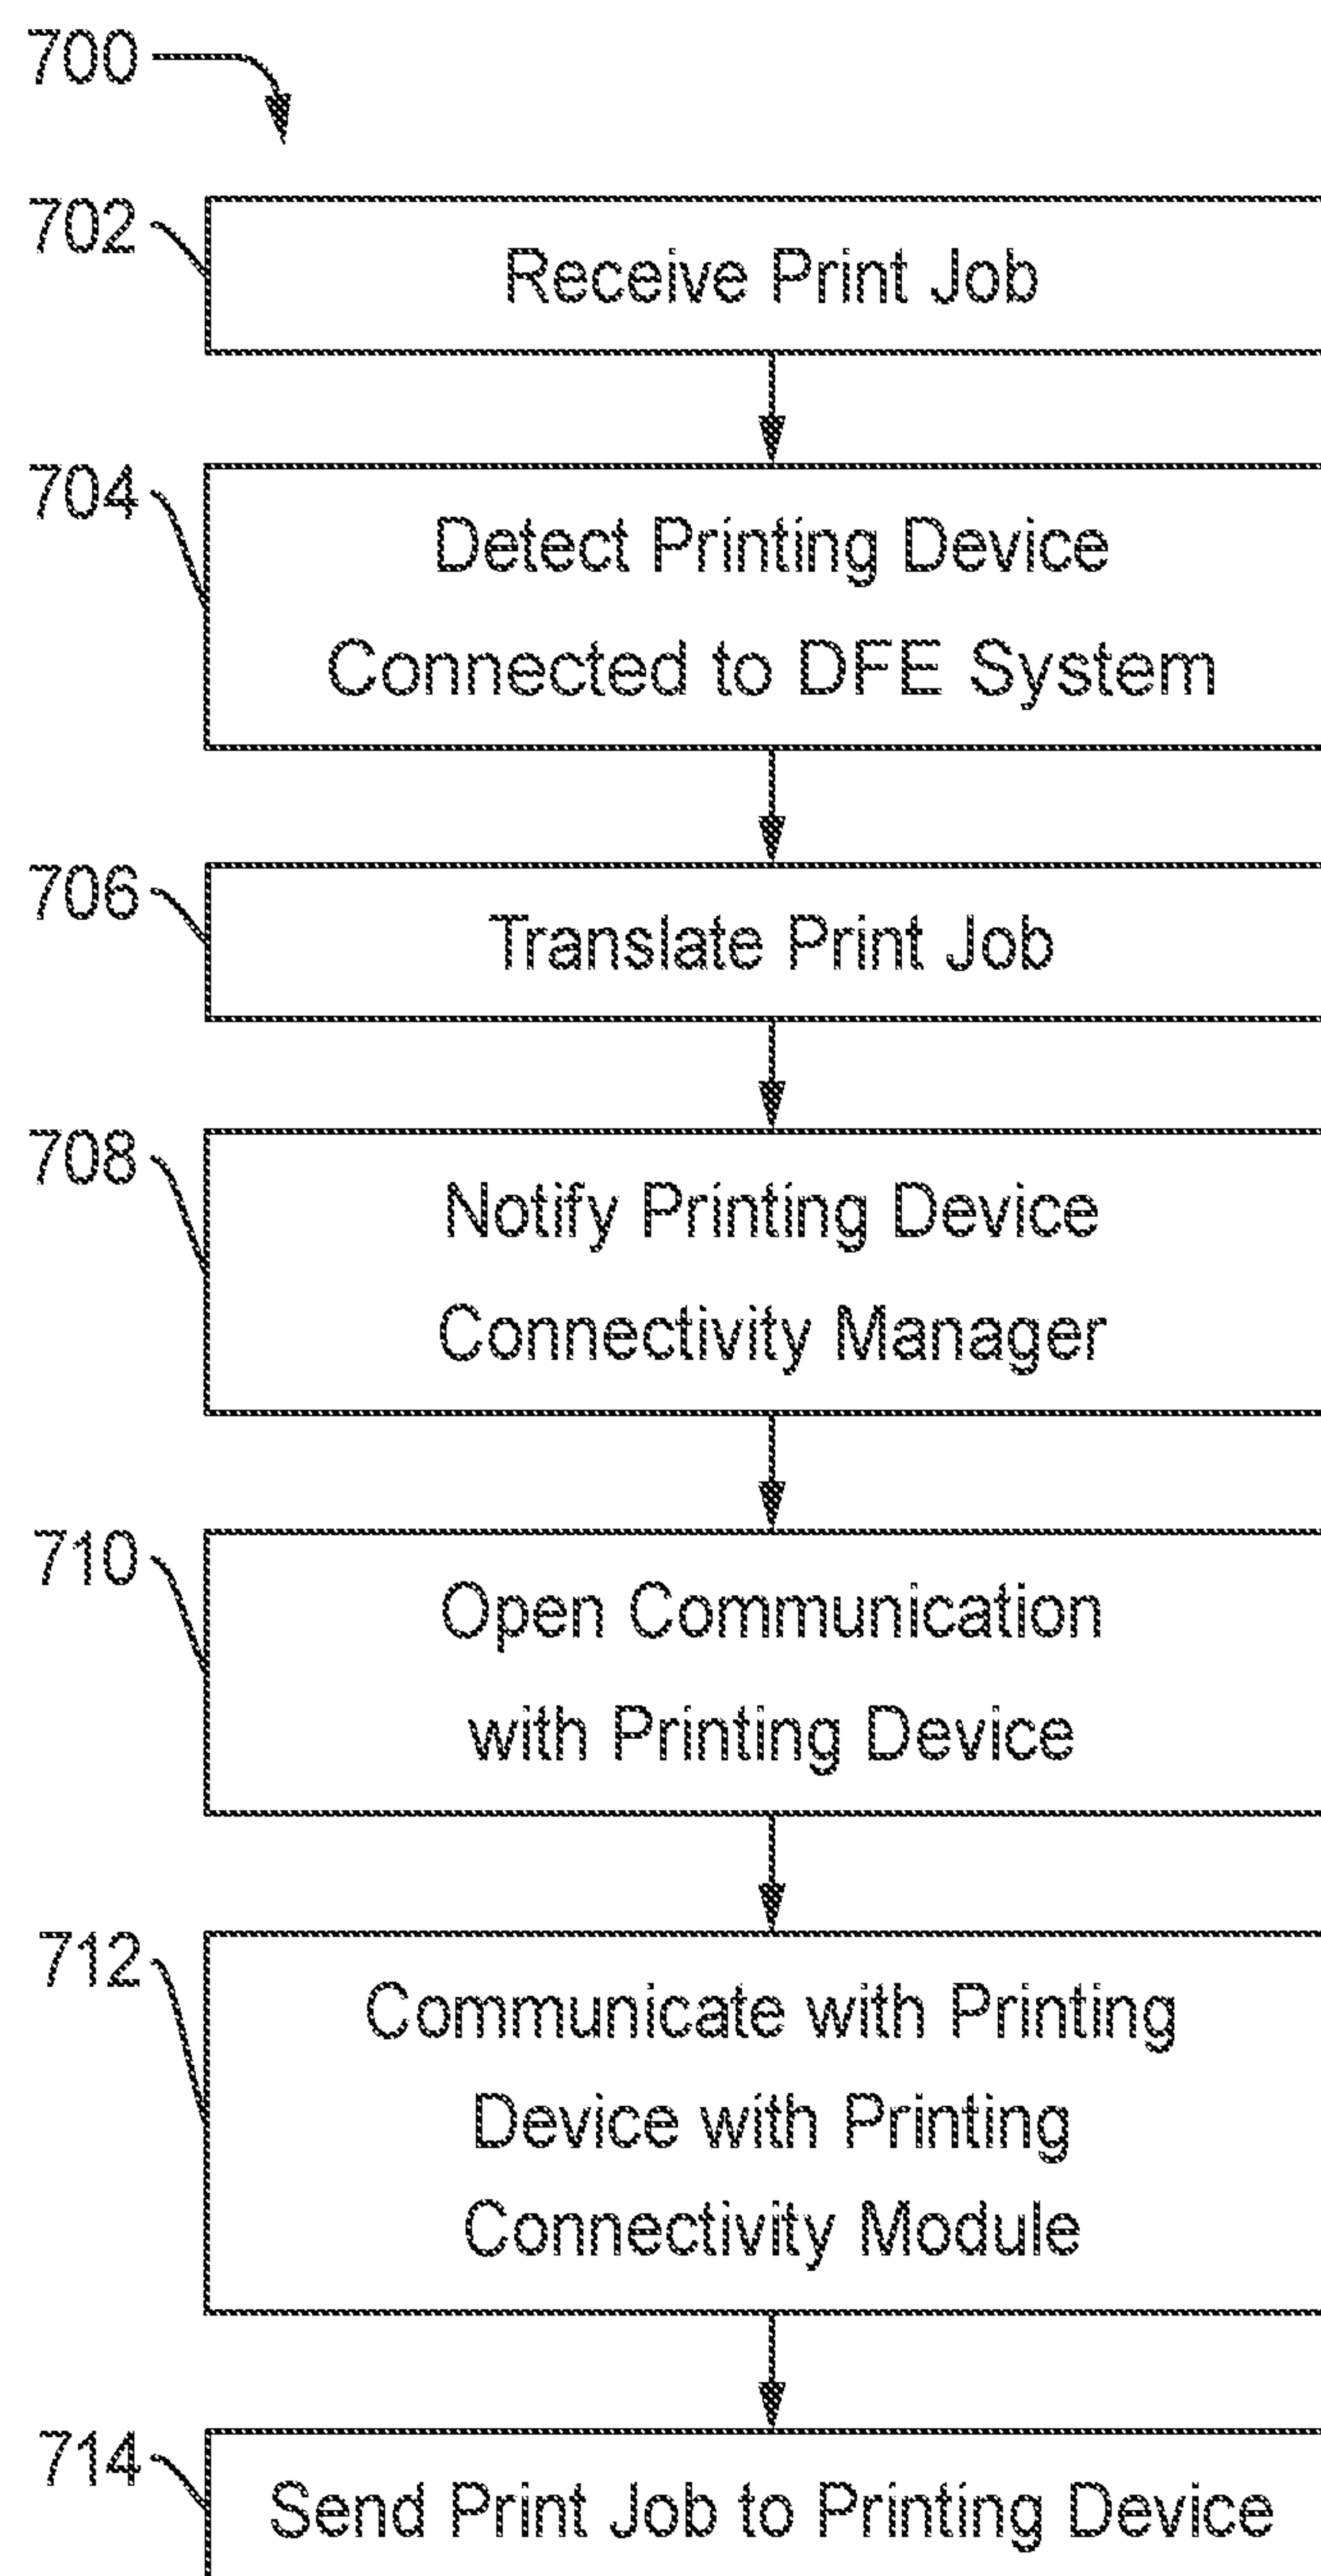 700
702
Receive Print Job
704
Detect Printing Device
Connected to DFE System
706
Translate Print Job
708
Notify Printing Device
Connectivity Manager
710
Open Communication
with Printing Device
712
Communicate with Printing
Device with Printing
Connectivity Module
714
Send Print Job to Printing Device